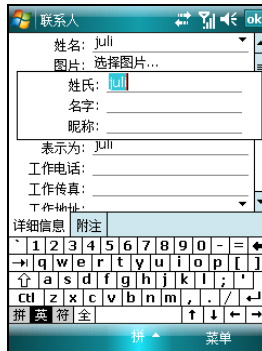 联系人 ok
姓名: juli
图片: 选择图片...
姓氏: juli
名字:
昵称:
表示为: juli
工作电话:
工作传真:
工作地址:
详细信息 附注
` 1 2 3 4 5 6 7 8 9 0 - =
q w e r t y u i o p [ ]
a s d f g h j k l ; '
Ctl z x c v b n m , . /
拼 英 符 全
拼 菜单